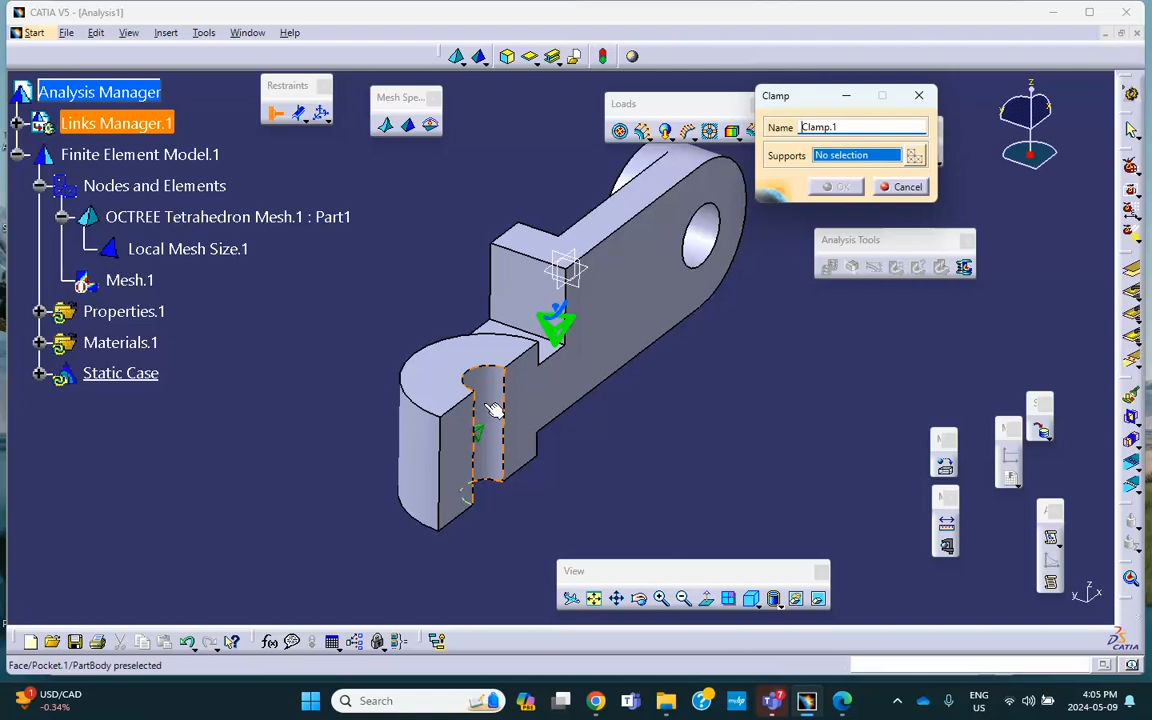 CATIA V5 - [Analysis1]
Start File Edit View Insert Tools Window Help
Restraints
Mesh Spe...
Loads
Clamp
Name Clamp.1
Supports No selection
OK Cancel
Analysis Manager
Links Manager.1
Finite Element Model.1
Nodes and Elements
OCTREE Tetrahedron Mesh.1 : Part1
Local Mesh Size.1
Mesh.1
Properties.1
Materials.1
Static Case
Analysis Tools
z
x
y
S
M
M
M
A
View
z
y
x
CATIA
Face/Pocket.1/PartBody preselected
USD/CAD
-0.34%
1
Search
7
ENG
US
4:05 PM
2024-05-09